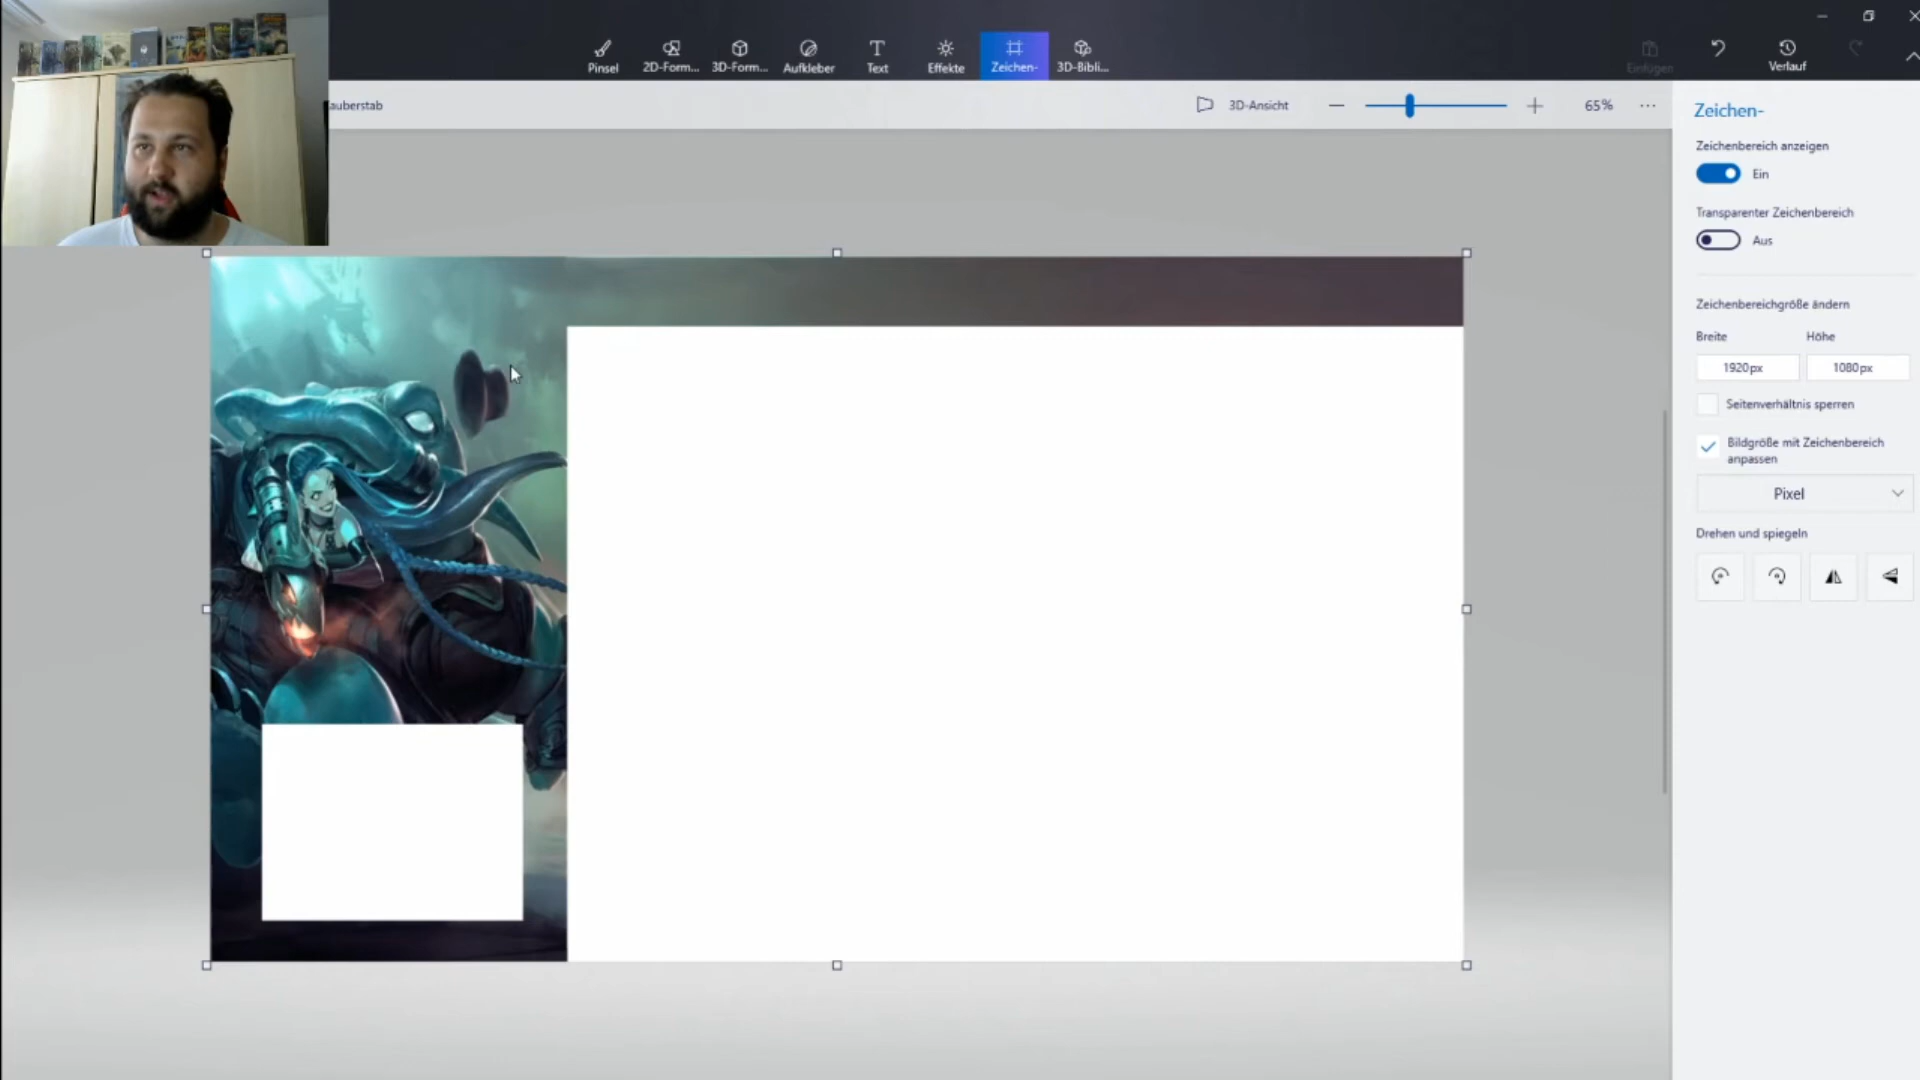 Pinsel
2D-Form...
3D-Form...
Aufkleber
Text
Effekte
Zeichen-
3D-Bibli...
Einfügen
Verlauf
auberstab
3D-Ansicht
65%
Zeichen-
Zeichenbereich anzeigen
Ein
Transparenter Zeichenbereich
Aus
Zeichenbereichgröße ändern
Breite
Höhe
1920px
1080px
Seitenverhältnis sperren
Bildgröße mit Zeichenbereich
anpassen
Pixel
Drehen und spiegeln